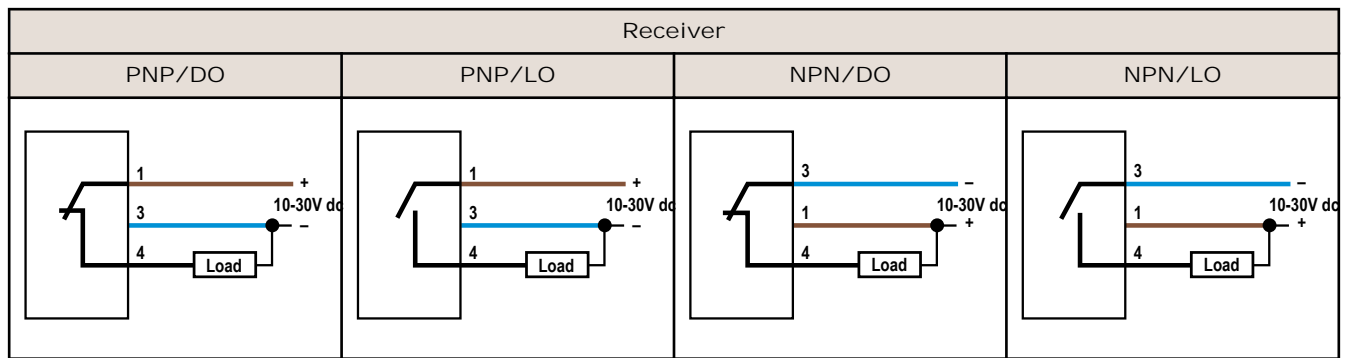 Receiver
PNP/DO
PNP/LO
NPN/DO
NPN/LO
1
+
10-30V dc
3
–
4
Load
1
+
10-30V dc
3
–
4
Load
3
–
10-30V dc
1
+
4
Load
3
–
10-30V dc
1
+
4
Load